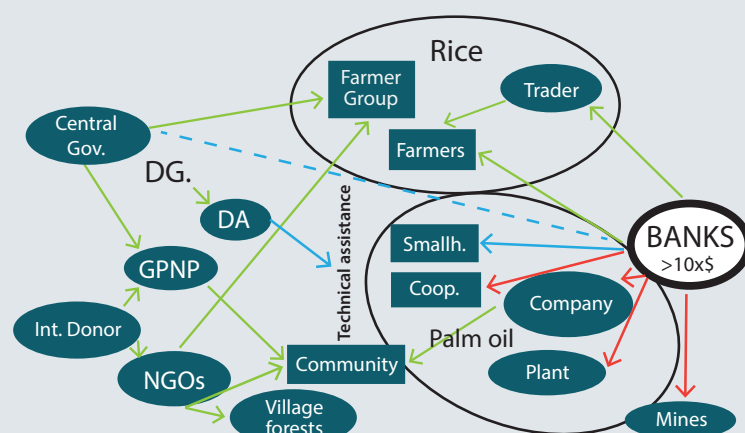 Rice
Farmer
Group
Trader
Central
Gov.
Farmers
DG.
DA
Technical assistance
Smallh.
BANKS
>10x$
GPNP
Coop.
Company
Int. Donor
Palm oil
NGOs
Community
Plant
Village
forests
Mines